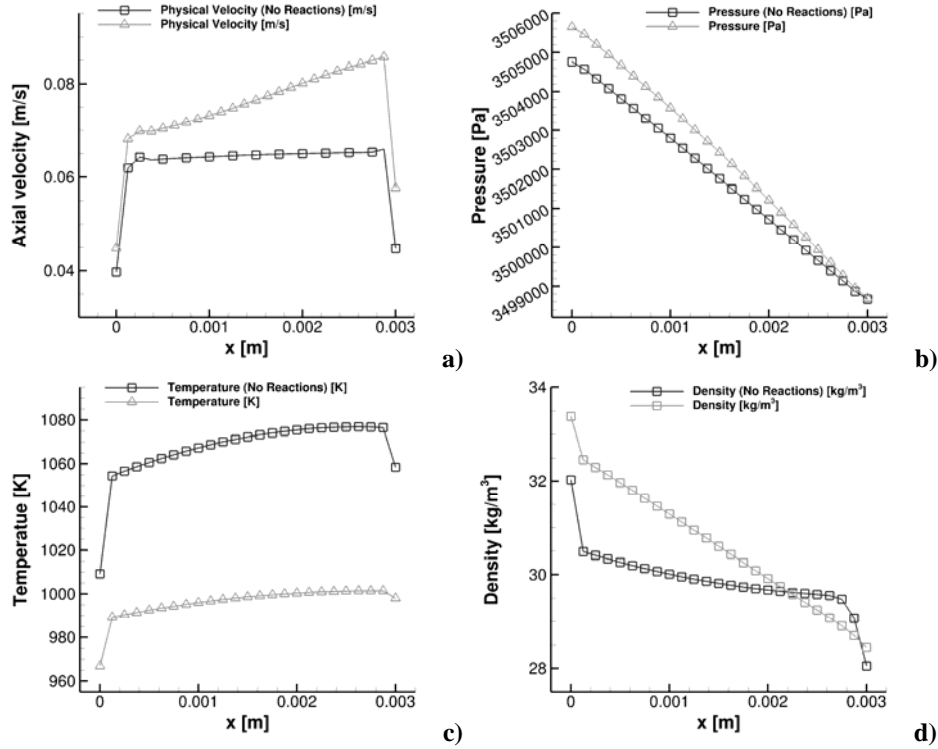 Physical Velocity (No Reactions) [m/s]
Physical Velocity [m/s]
0.08
0.06
0.04
Axial velocity [m/s]
0
0.001
0.002
0.003
x [m]
a)
Pressure (No Reactions) [Pa]
Pressure [Pa]
3506000
3505000
3504000
3503000
3502000
3501000
3500000
3499000
Pressure [Pa]
0
0.001
0.002
0.003
x [m]
b)
Temperature (No Reactions) [K]
Temperature [K]
1080
1060
1040
1020
1000
980
960
Temperatue [K]
0
0.001
0.002
0.003
x [m]
c)
Density (No Reactions) [kg/m³]
Density [kg/m³]
34
32
30
28
Density [kg/m³]
0
0.001
0.002
0.003
x [m]
d)